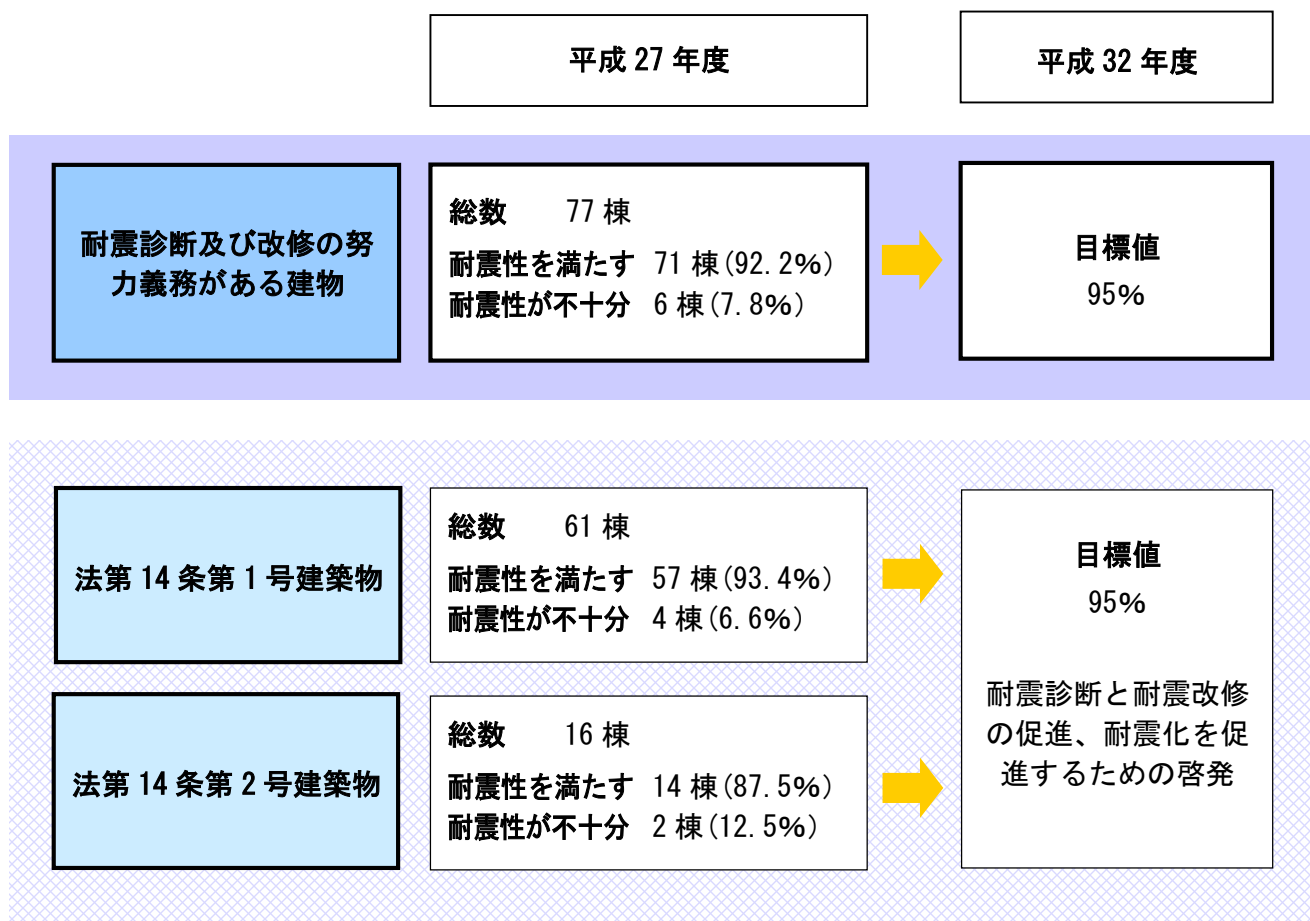 平成 27 年度
平成 32 年度
耐震診断及び改修の努
力義務がある建物
総数 77 棟
耐震性を満たす 71 棟(92.2%)
耐震性が不十分 6 棟(7.8%)
目標値
95%
法第 14 条第 1 号建築物
総数 61 棟
耐震性を満たす 57 棟(93.4%)
耐震性が不十分 4 棟(6.6%)
法第 14 条第 2 号建築物
総数 16 棟
耐震性を満たす 14 棟(87.5%)
耐震性が不十分 2 棟(12.5%)
目標値
95%
耐震診断と耐震改修
の促進、耐震化を促
進するための啓発